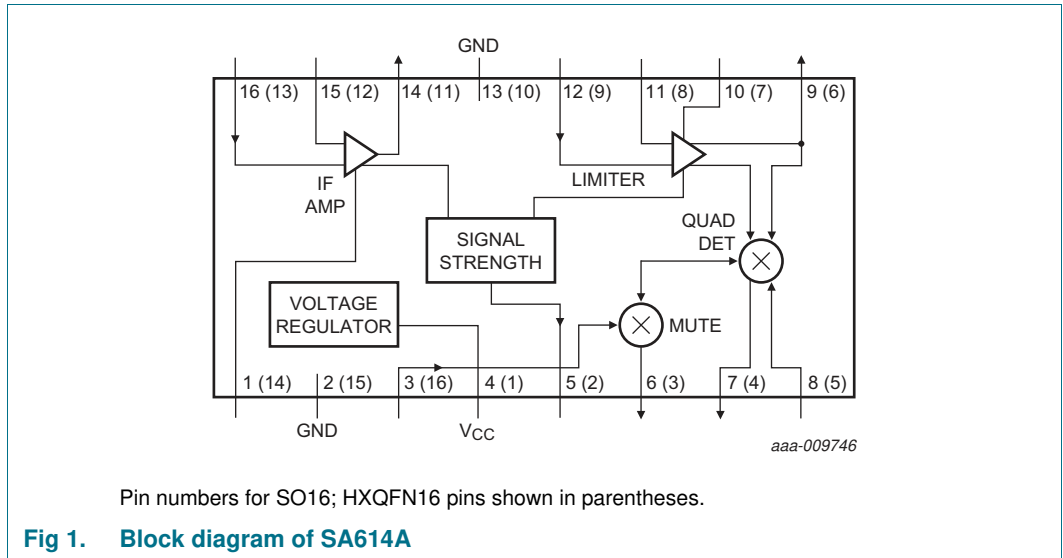 GND
16 (13)
15 (12)
14 (11)
13 (10)
12 (9)
11 (8)
10 (7)
9 (6)
IF
AMP
LIMITER
QUAD
DET
SIGNAL
STRENGTH
VOLTAGE
REGULATOR
MUTE
1 (14)
2 (15)
3 (16)
4 (1)
5 (2)
6 (3)
7 (4)
8 (5)
GND
VCC
aaa-009746
Pin numbers for SO16; HXQFN16 pins shown in parentheses.
Fig 1. Block diagram of SA614A